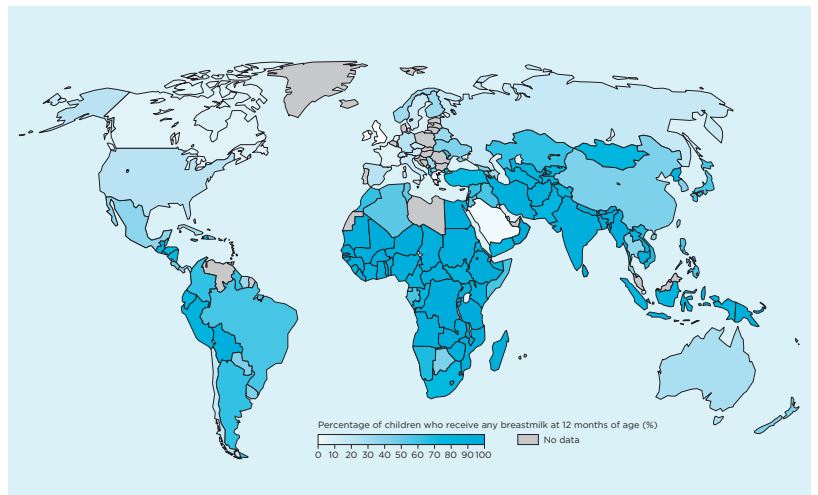 Percentage of children who receive any breastmilk at 12 months of age (%)
No data
0 10 20 30 40 50 60 70 80 90 100